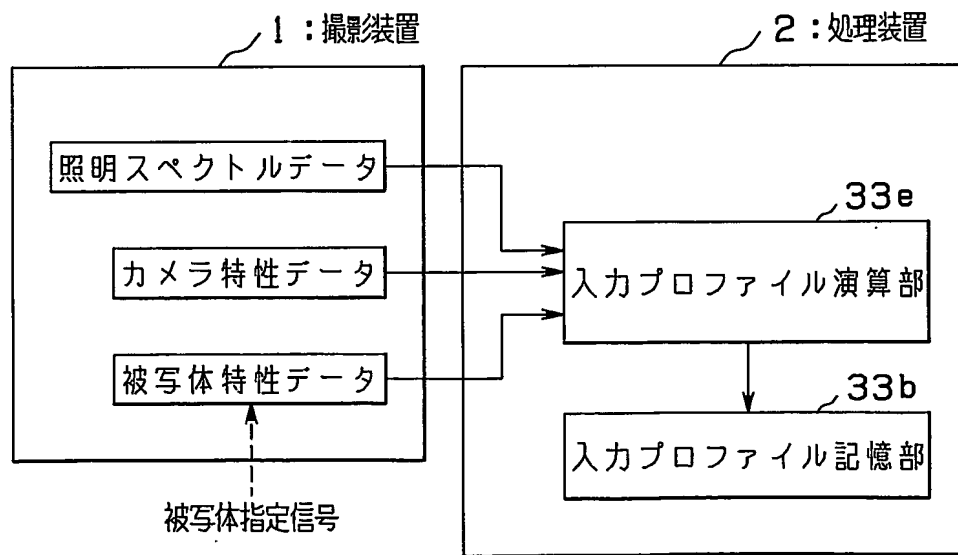 1:撮影装置
2:処理装置
照明スペクトルデータ
カメラ特性データ
被写体特性データ
被写体指定信号
33e
入力プロファイル演算部
33b
入力プロファイル記憶部